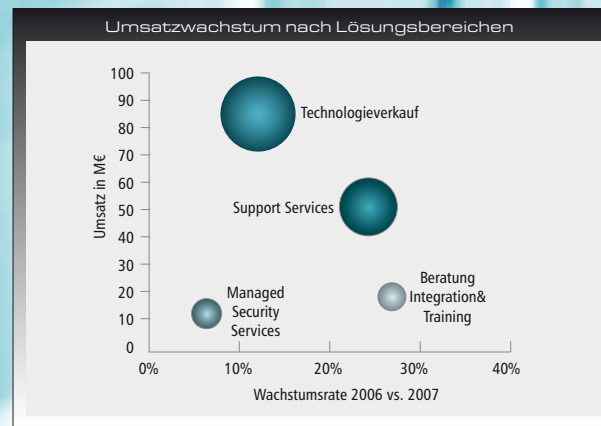 Umsatzwachstum nach Lösungsbereichen
100
90
80
70
60
50
40
30
20
10
0
Umsatz in M€
Technologieverkauf
Support Services
Managed
Security
Services
Beratung
Integration&
Training
0%
10%
20%
30%
40%
Wachstumsrate 2006 vs. 2007